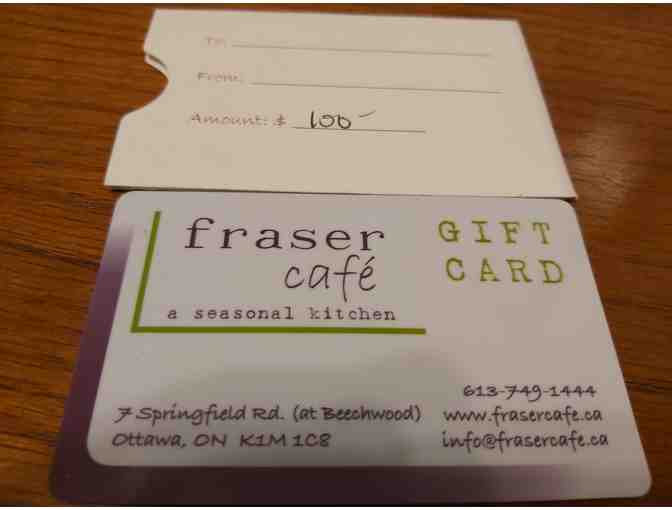 To:
From:
Amount: $ 100-
fraser
café
a seasonal kitchen
GIFT
CARD
613-749-1444
7 Springfield Rd. (at Beechwood) www.frasercafe.ca
Ottawa, ON K1M 1C8 info@frasercafe.ca